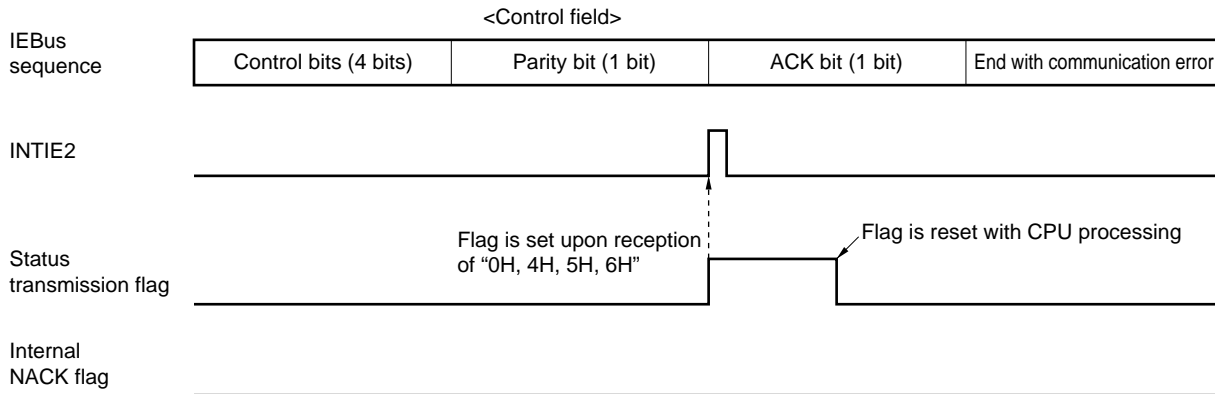 <Control field>
IEBus
sequence
Control bits (4 bits)
Parity bit (1 bit)
ACK bit (1 bit)
End with communication error
INTIE2
Flag is set upon reception
of “0H, 4H, 5H, 6H”
Flag is reset with CPU processing
Status
transmission flag
Internal
NACK flag